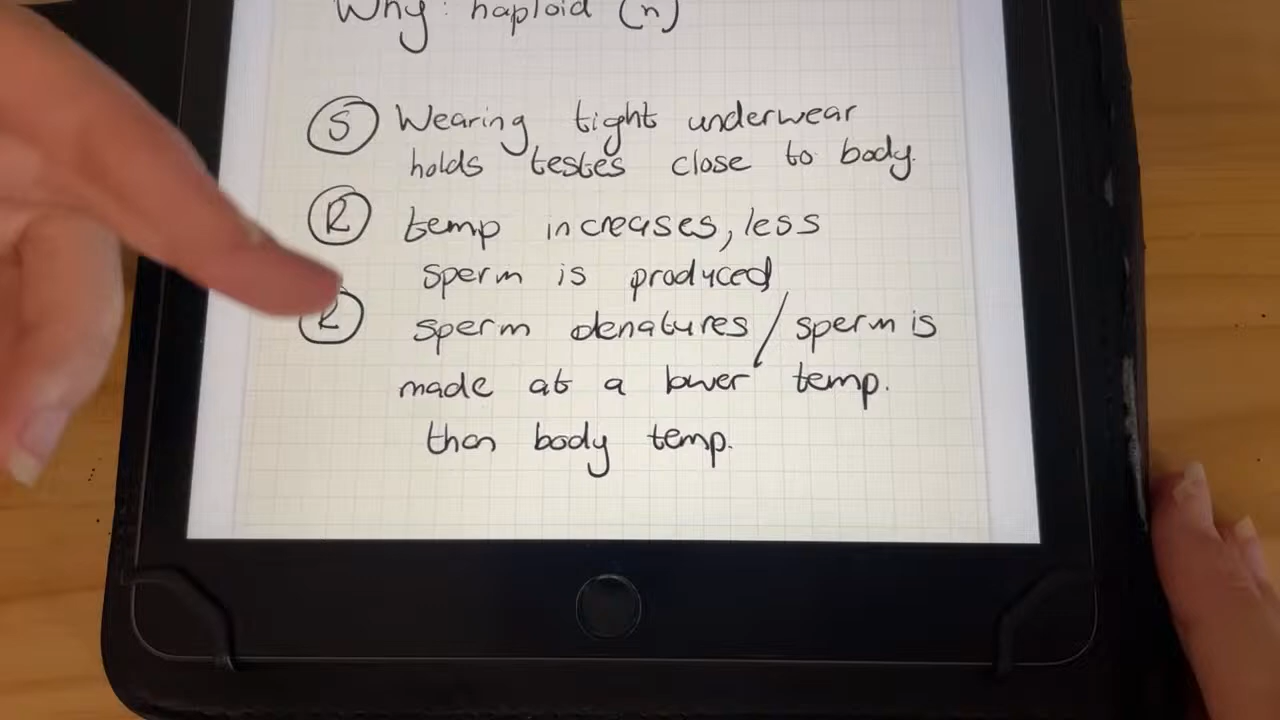 Why: haploid (n)
S Wearing tight underwear
holds testes close to body.
R temp increases, less
sperm is produced
R sperm denatures / sperm is
made at a lower temp.
than body temp.